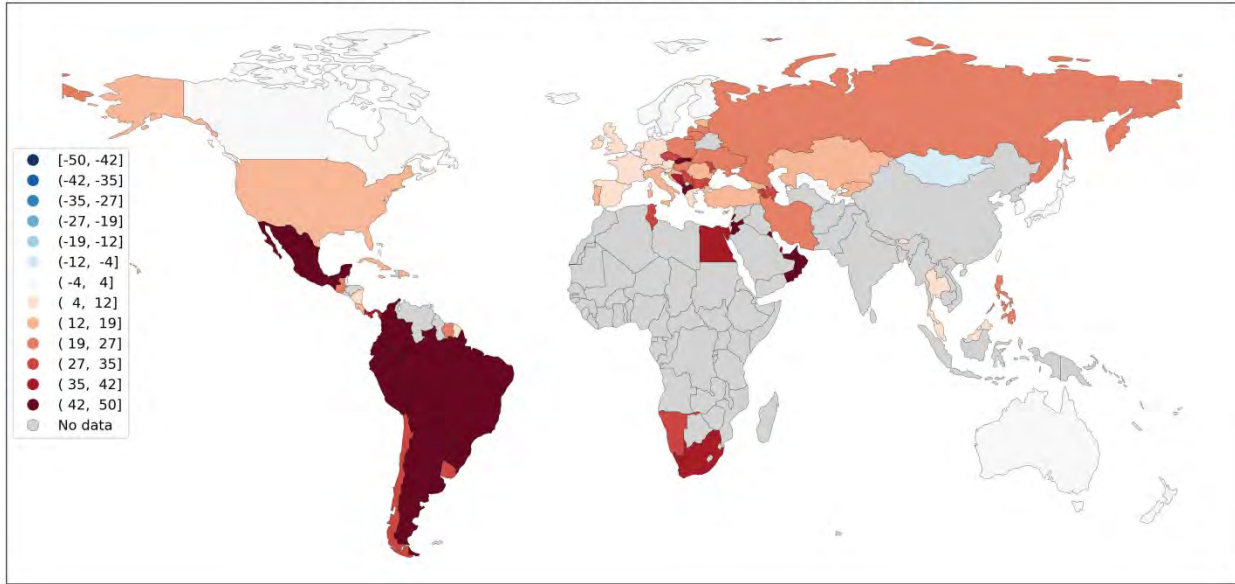 [-50, -42]
(-42, -35]
(-35, -27]
(-27, -19]
(-19, -12]
(-12,  -4]
(-4,  4]
( 4,  12]
( 12,  19]
( 19,  27]
( 27,  35]
( 35,  42]
( 42,  50]
No data